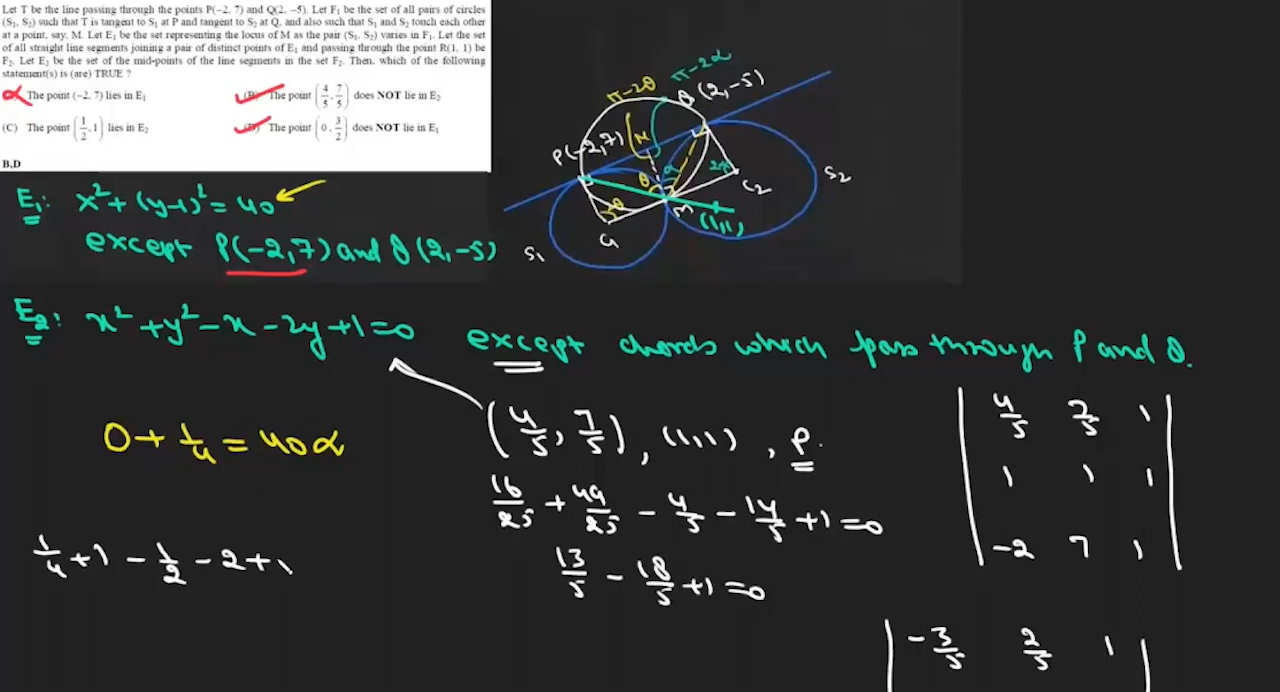 Let T be the line passing through the points P(−2, 7) and Q(2, −5). Let F₁ be the set of all pairs of circles
(S₁, S₂) such that T is tangent to S₁ at P and tangent to S₂ at Q, and also such that S₁ and S₂ touch each other
at a point, say, M. Let E₁ be the set representing the locus of M as the pair (S₁, S₂) varies in F₁. Let the set
of all straight line segments joining a pair of distinct points of E₁ and passing through the point R(1, 1) be
F₂. Let E₂ be the set of the mid-points of the line segments in the set F₂. Then, which of the following
statement(s) is (are) TRUE ?
The point (−2, 7) lies in E₁
(B) The point (4/5, 7/5) does NOT lie in E₂
(C) The point (1/2, 1) lies in E₂
(D) The point (0, 3/2) does NOT lie in E₁
B,D
π-2θ
π-2α
Q (2,-5)
P(-2,7)
M
θ
α
2θ
2α
C₂
S₂
M
(1,1)
C₁
S₁
E₁: x²+(y-1)²=40
except P(-2,7) and Q(2,-5)
E₂: x²+y²-x-2y+1=0 except chords which pass through P and Q.
0+1/4=40α
(4/5, 7/5), (1,1), P.
16/25+49/25-4/5-14/5+1=0
13/5-18/5+1=0
1/4+1-1/2-2+1
4/5 7/5 1
1 1 1
-2 7 1
-3/5 2/5 1